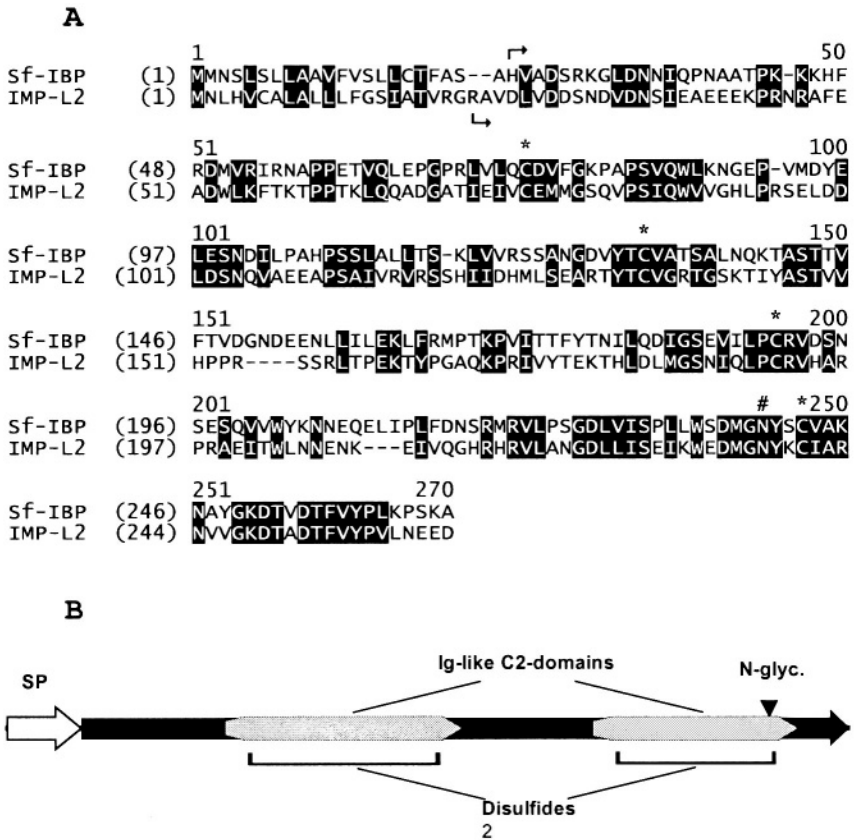 A
1 50
Sf-IBP (1) MMNSLSLLAAVFVSLLCTFAS--AHVADSRKGLDNNIQPNAATPK-KKHF
IMP-L2 (1) MNLHVCALALLLFGSIATVRGRAVDLVDDSNDVDNSIEAEEEKPRNRAFE
51 * 100
Sf-IBP (48) RDMVRIRNAPPETVQLEPGPRLVLQCDVFGKPAPSVQWLKNGEP-VMDYE
IMP-L2 (51) ADWLKFTKTPPTKLQQADGATIEIVCEMMGSQVPSIQWVVGHLPRSELDD
101 * 150
Sf-IBP (97) LESNDILPAHPSSLALLTS-KLVVRSSANGDVYTCVATSALNQKTASTTV
IMP-L2 (101) LDSNQVAEEAPSAIVRVRSSHIIDHMLSEARTYTCVGRTGSKTIYASTVV
151 * 200
Sf-IBP (146) FTVDGNDEENLLILEKLFRMPTKPVITTFYTNILQDIGSEVILPCRVDSN
IMP-L2 (151) HPPR----SSRLTPEKTYPGAQKPRIVYTEKTHLDLMGSNIQLPCRVHAR
201 # *250
Sf-IBP (196) SESQVVWYKNNEQELIPLFDNSRMRVLPSGDLVISPLLWSDMGNYSCVAK
IMP-L2 (197) PRAEITWLNNENK---EIVQGHRHRVLANGDLLISEIKWEDMGNYKCIAR
251 270
Sf-IBP (246) NAYGKDTVDTFVYPLKPSKA
IMP-L2 (244) NVVGKDTADTFVYPVLNEED
B
Ig-like C2-domains
N-glyc.
SP
Disulfides
2